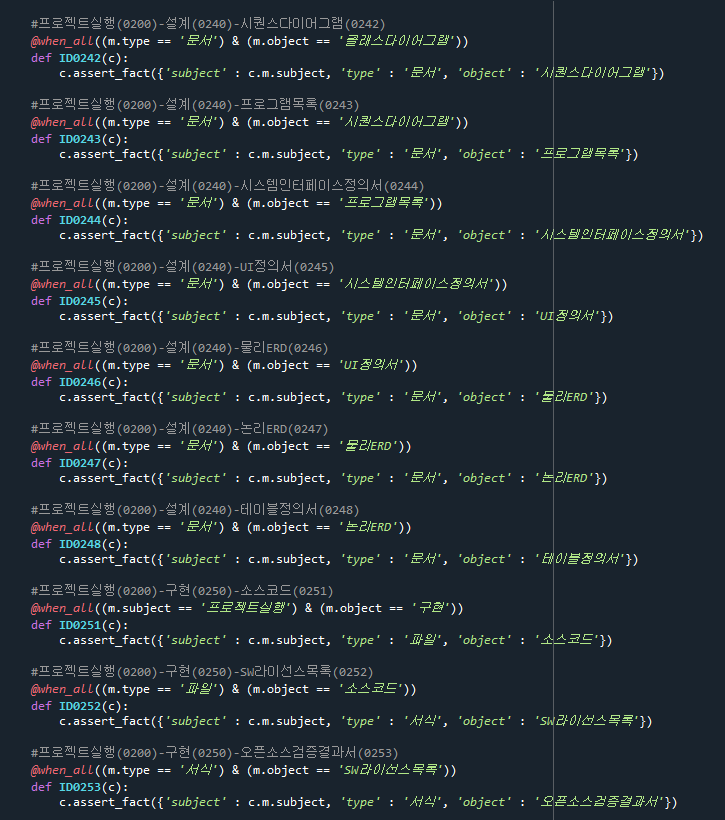 #프로젝트실행(0200)-설계(0240)-시퀀스다이어그램(0242)
@when_all((m.type == '문서') & (m.object == '클래스다이어그램'))
def ID0242(c):
    c.assert_fact({'subject' : c.m.subject, 'type' : '문서', 'object' : '시퀀스다이어그램'})
#프로젝트실행(0200)-설계(0240)-프로그램목록(0243)
@when_all((m.type == '문서') & (m.object == '시퀀스다이어그램'))
def ID0243(c):
    c.assert_fact({'subject' : c.m.subject, 'type' : '문서', 'object' : '프로그램목록'})
#프로젝트실행(0200)-설계(0240)-시스템인터페이스정의서(0244)
@when_all((m.type == '문서') & (m.object == '프로그램목록'))
def ID0244(c):
    c.assert_fact({'subject' : c.m.subject, 'type' : '문서', 'object' : '시스템인터페이스정의서'})
#프로젝트실행(0200)-설계(0240)-UI정의서(0245)
@when_all((m.type == '문서') & (m.object == '시스템인터페이스정의서'))
def ID0245(c):
    c.assert_fact({'subject' : c.m.subject, 'type' : '문서', 'object' : 'UI정의서'})
#프로젝트실행(0200)-설계(0240)-물리ERD(0246)
@when_all((m.type == '문서') & (m.object == 'UI정의서'))
def ID0246(c):
    c.assert_fact({'subject' : c.m.subject, 'type' : '문서', 'object' : '물리ERD'})
#프로젝트실행(0200)-설계(0240)-논리ERD(0247)
@when_all((m.type == '문서') & (m.object == '물리ERD'))
def ID0247(c):
    c.assert_fact({'subject' : c.m.subject, 'type' : '문서', 'object' : '논리ERD'})
#프로젝트실행(0200)-설계(0240)-테이블정의서(0248)
@when_all((m.type == '문서') & (m.object == '논리ERD'))
def ID0248(c):
    c.assert_fact({'subject' : c.m.subject, 'type' : '문서', 'object' : '테이블정의서'})
#프로젝트실행(0200)-구현(0250)-소스코드(0251)
@when_all((m.subject == '프로젝트실행') & (m.object == '구현'))
def ID0251(c):
    c.assert_fact({'subject' : c.m.subject, 'type' : '파일', 'object' : '소스코드'})
#프로젝트실행(0200)-구현(0250)-SW라이선스목록(0252)
@when_all((m.type == '파일') & (m.object == '소스코드'))
def ID0252(c):
    c.assert_fact({'subject' : c.m.subject, 'type' : '서식', 'object' : 'SW라이선스목록'})
#프로젝트실행(0200)-구현(0250)-오픈소스검증결과서(0253)
@when_all((m.type == '서식') & (m.object == 'SW라이선스목록'))
def ID0253(c):
    c.assert_fact({'subject' : c.m.subject, 'type' : '서식', 'object' : '오픈소스검증결과서'})